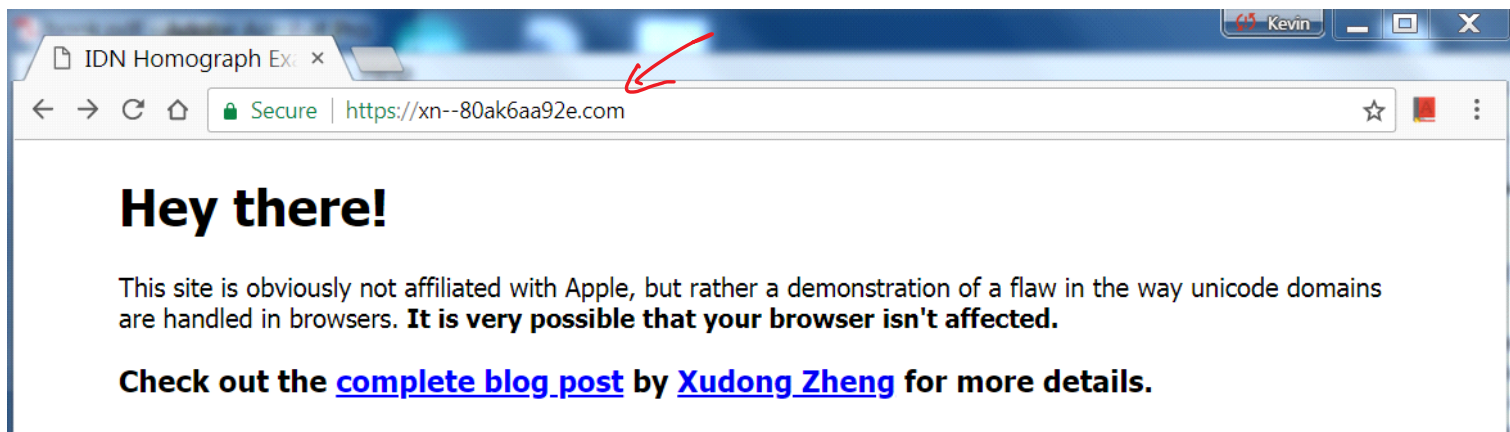 Kevin
IDN Homograph Ex
Secure | https://xn--80ak6aa92e.com
Hey there!
This site is obviously not affiliated with Apple, but rather a demonstration of a flaw in the way unicode domains
are handled in browsers. It is very possible that your browser isn't affected.
Check out the complete blog post by Xudong Zheng for more details.